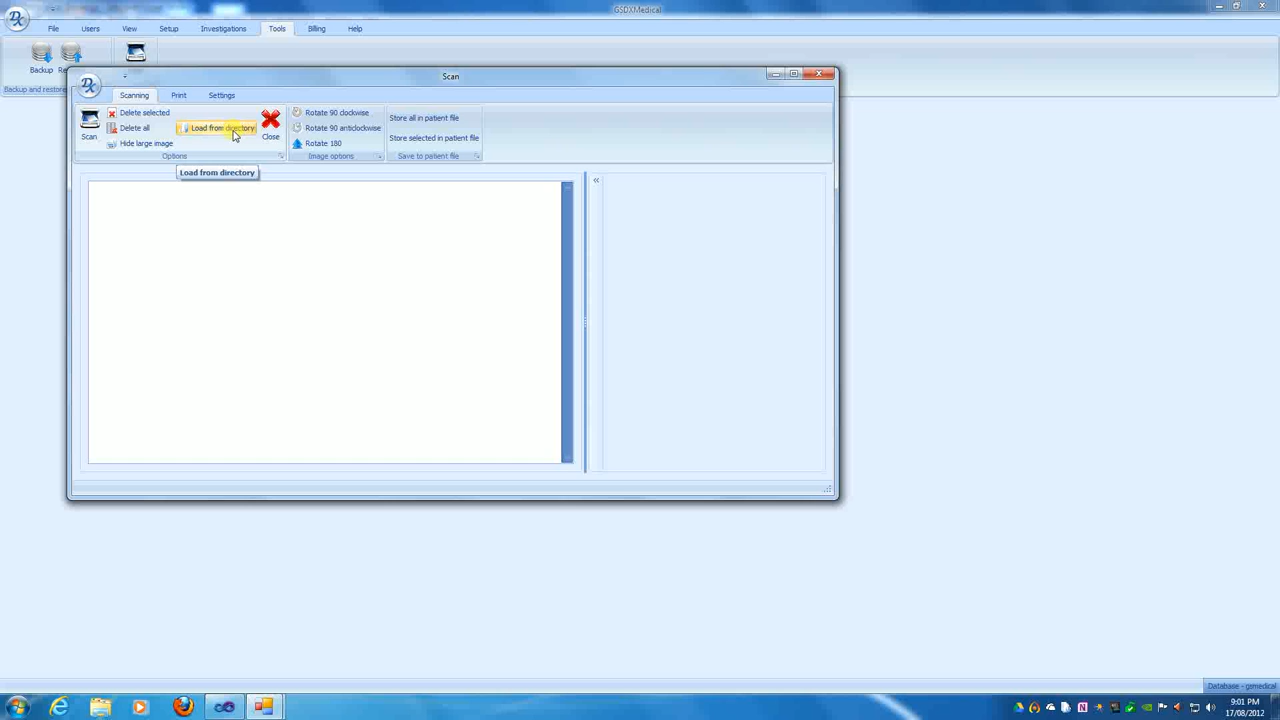 GSDXMedical
DX
File Users View Setup Investigations Tools Billing Help
Backup
Backup and restore
Scan
DX
Scanning Print Settings
Scan
Delete selected
Delete all
Hide large image
Load from directory
Close
Options
Rotate 90 clockwise
Rotate 90 anticlockwise
Rotate 180
Image options
Store all in patient file
Store selected in patient file
Save to patient file
Load from directory
Database - gsmedical
9:01 PM
17/08/2012